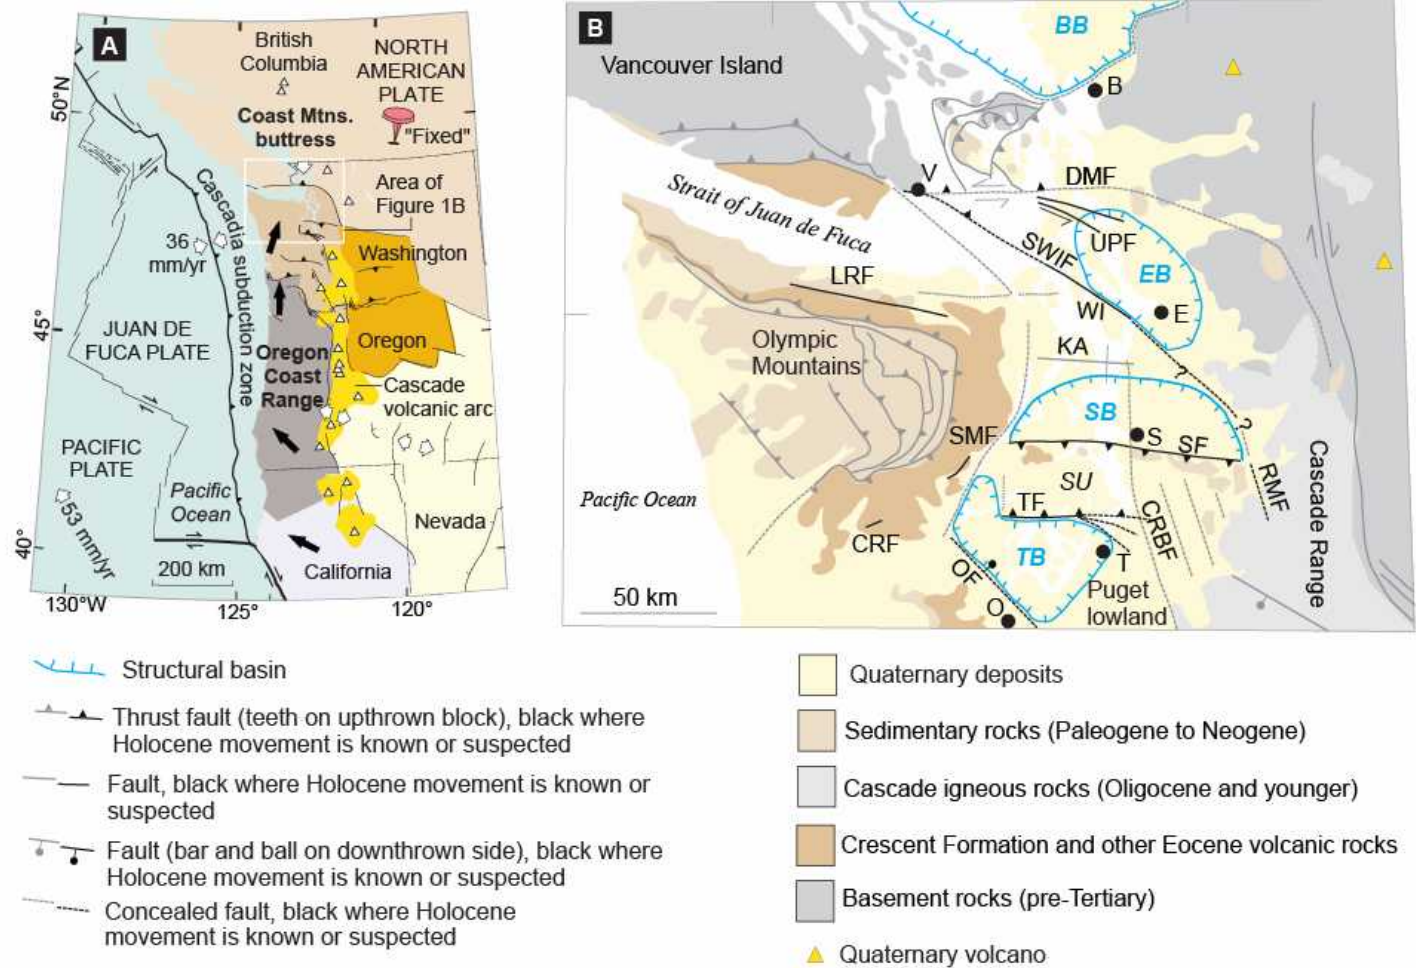 A
British
Columbia
NORTH
AMERICAN
PLATE
"Fixed"
Coast Mtns.
buttress
50°N
Area of
Figure 1B
Cascadia subduction zone
36
mm/yr
Washington
45°
JUAN DE
FUCA PLATE
Oregon
Oregon
Coast
Range
Cascade
volcanic arc
PACIFIC
PLATE
Pacific
Ocean
53 mm/yr
Nevada
40°
200 km
California
130°W
125°
120°
B
BB
Vancouver Island
B
V
DMF
Strait of Juan de Fuca
SWIF
UPF
EB
LRF
WI
E
Olympic
Mountains
KA
?
SB
?
SMF
S
SF
Pacific Ocean
SU
RMF
Cascade Range
TF
CRBF
CRF
TB
T
OF
Puget
lowland
50 km
O
Structural basin
Thrust fault (teeth on upthrown block), black where
Holocene movement is known or suspected
Fault, black where Holocene movement is known or
suspected
Fault (bar and ball on downthrown side), black where
Holocene movement is known or suspected
Concealed fault, black where Holocene
movement is known or suspected
Quaternary deposits
Sedimentary rocks (Paleogene to Neogene)
Cascade igneous rocks (Oligocene and younger)
Crescent Formation and other Eocene volcanic rocks
Basement rocks (pre-Tertiary)
Quaternary volcano